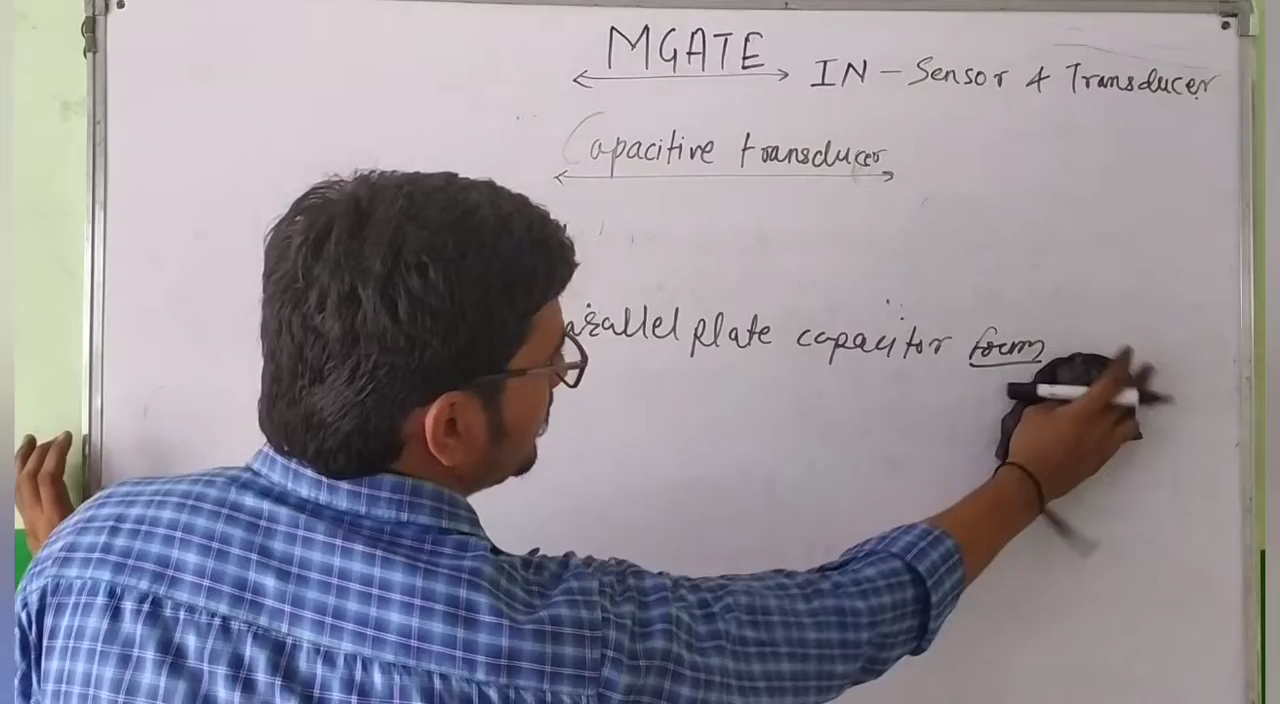 MGATE
IN - Sensor & Transducer
Capacitive transducer
arallel plate capacitor form